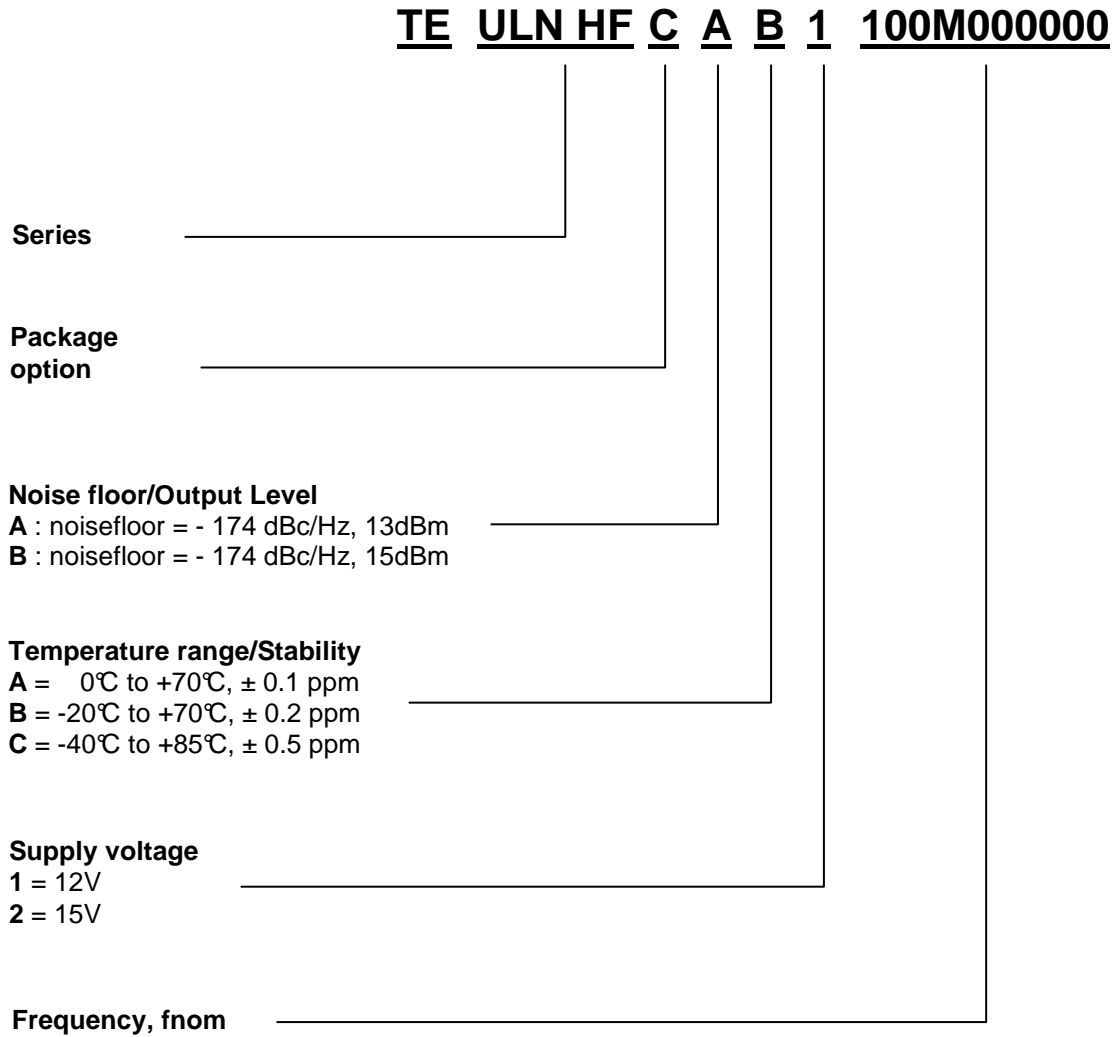 TE ULN HF C A B 1 100M000000
Series
Package
option
Noise floor/Output Level
A : noisefloor = - 174 dBc/Hz, 13dBm
B : noisefloor = - 174 dBc/Hz, 15dBm
Temperature range/Stability
A = 0℃ to +70℃, ± 0.1 ppm
B = -20℃ to +70℃, ± 0.2 ppm
C = -40℃ to +85℃, ± 0.5 ppm
Supply voltage
1 = 12V
2 = 15V
Frequency, fnom